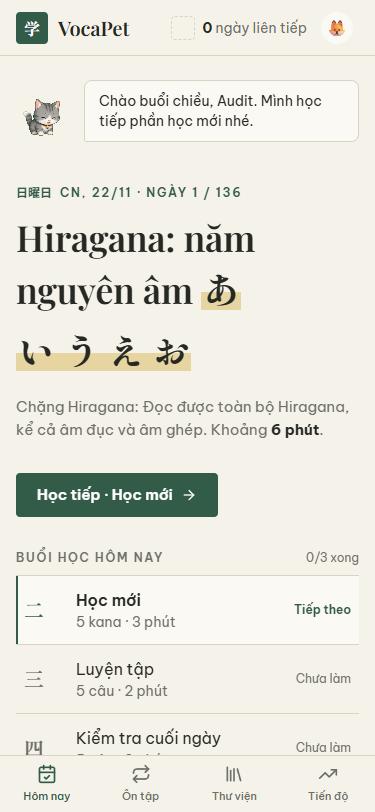 学 VocaPet
0 ngày liên tiếp
Chào buổi chiều, Audit. Mình học
tiếp phần học mới nhé.
日曜日 CN, 22/11 · NGÀY 1 / 136
Hiragana: năm
nguyên âm あ
い う え お
Chặng Hiragana: Đọc được toàn bộ Hiragana,
kể cả âm đục và âm ghép. Khoảng 6 phút.
Học tiếp · Học mới →
BUỔI HỌC HÔM NAY 0/3 xong
二 Học mới Tiếp theo
5 kana · 3 phút
三 Luyện tập Chưa làm
5 câu · 2 phút
四 Kiểm tra cuối ngày Chưa làm
Hôm nay Ôn tập Thư viện Tiến độ